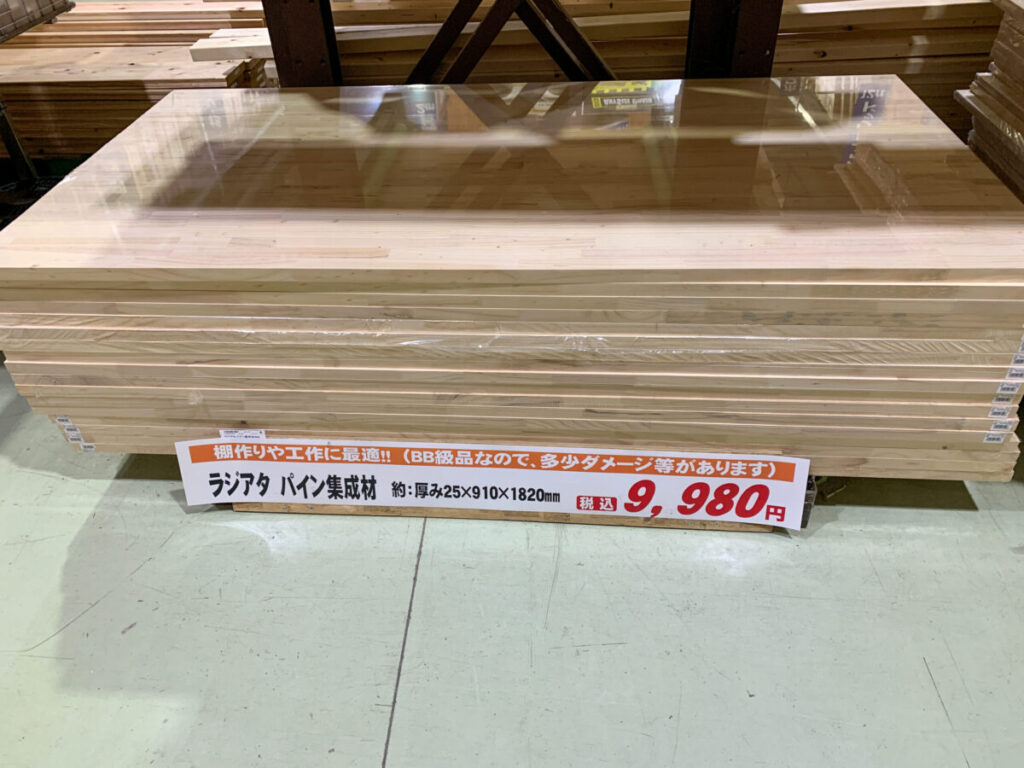 棚作りや工作に最適!!（BB級品なので、多少ダメージ等があります）
ラジアタ パイン集成材 約:厚み25×910×1820mm 税込 9,980円